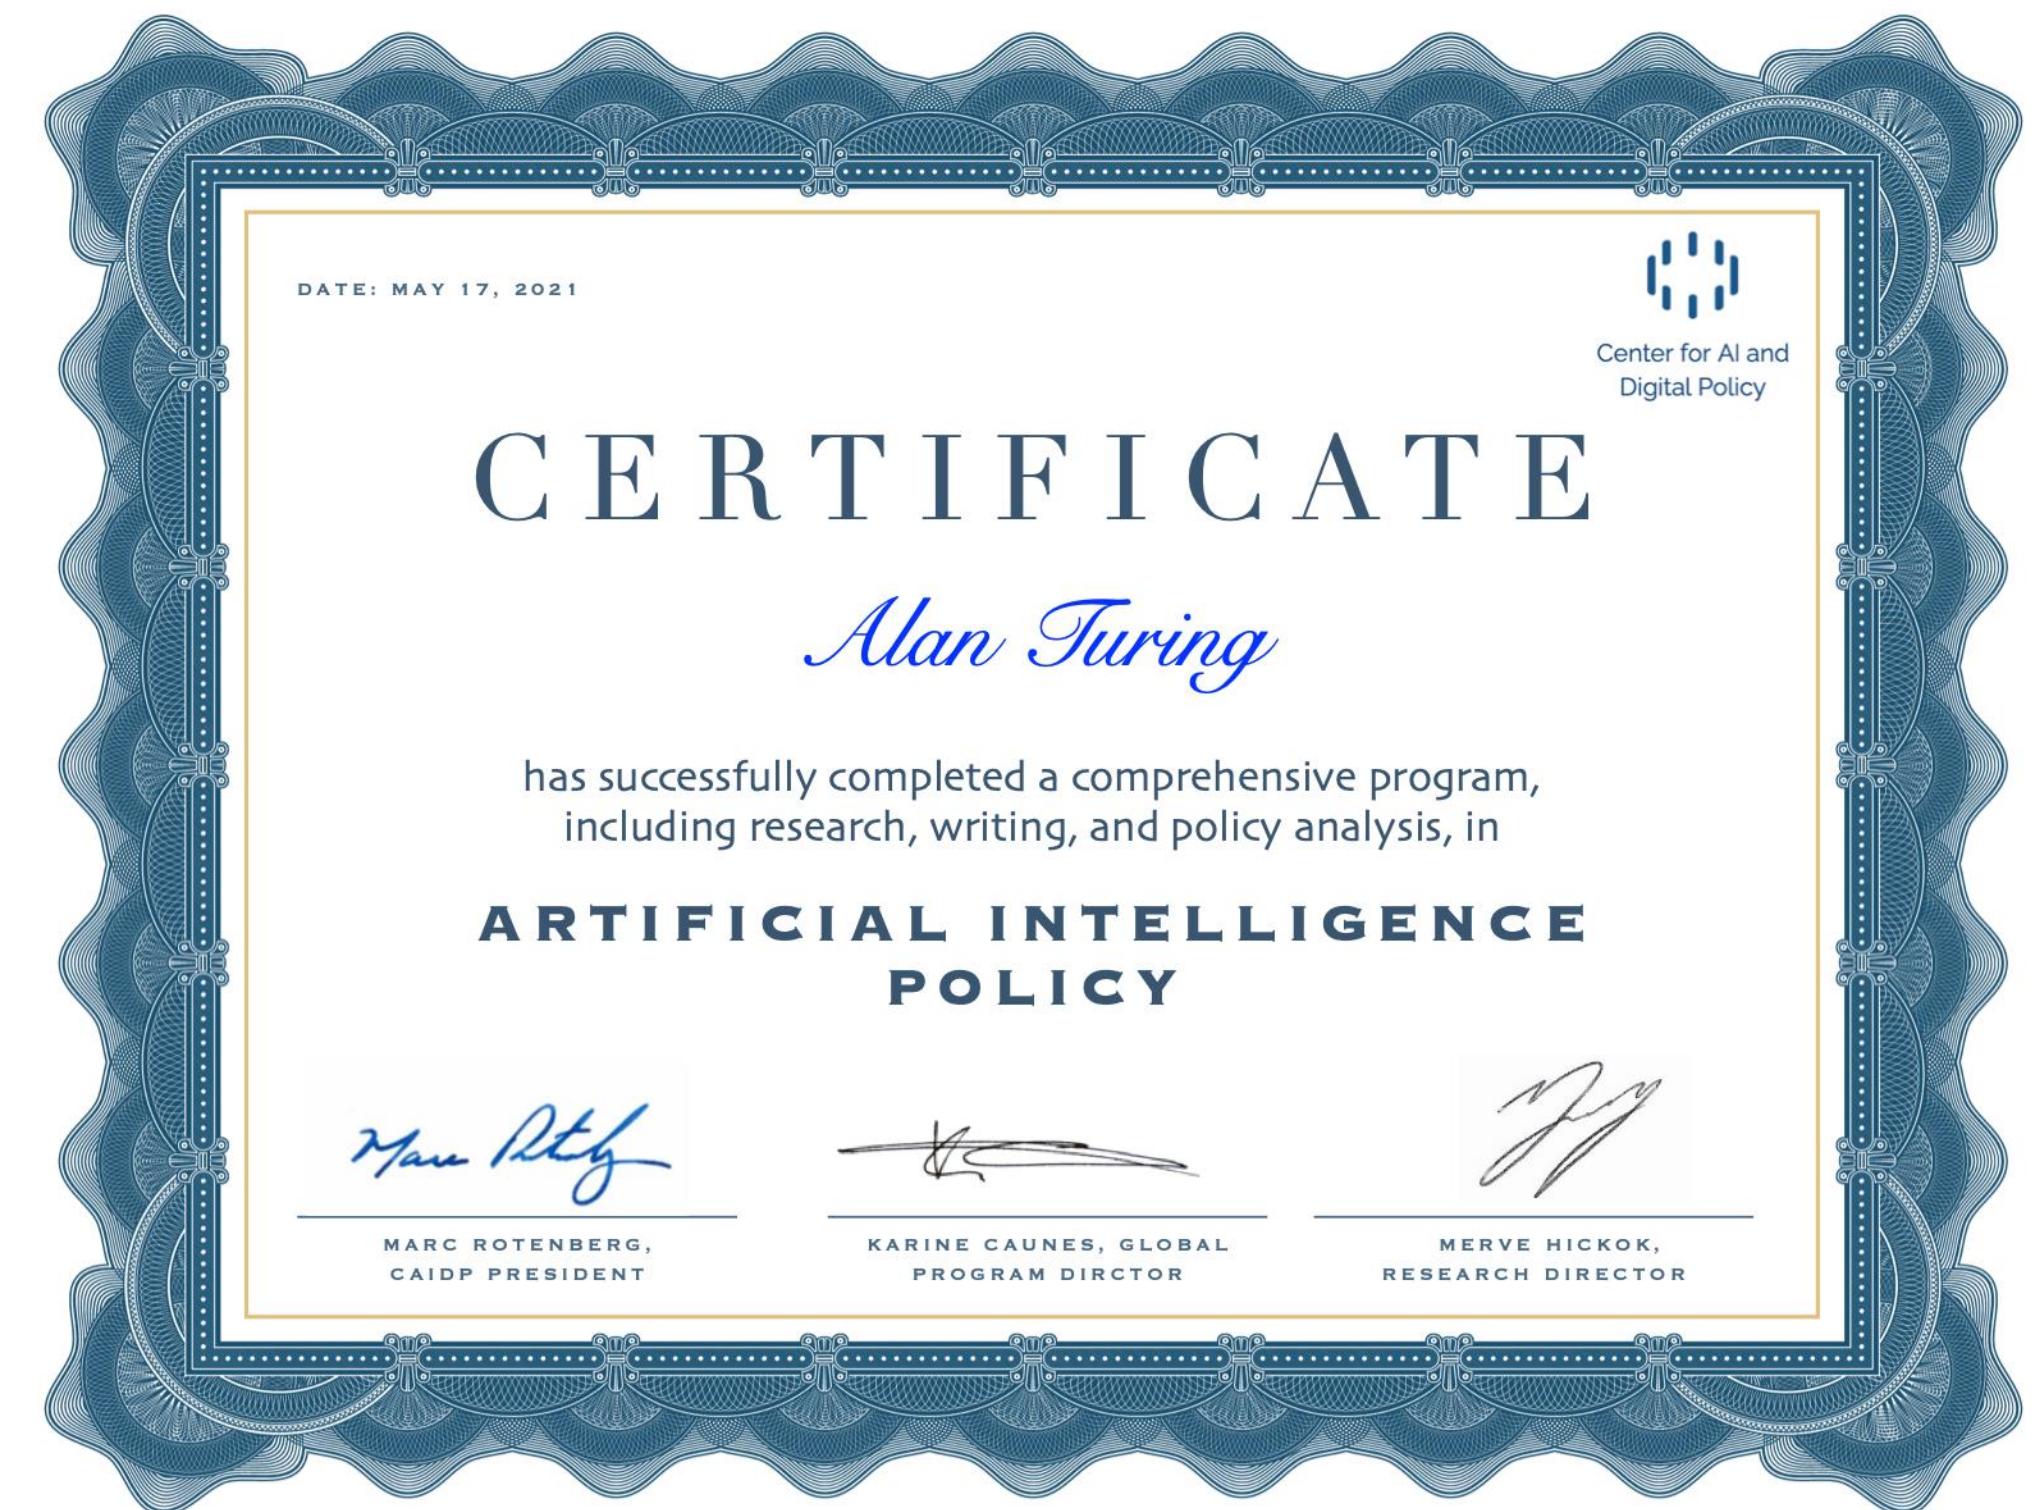 DATE: MAY 17, 2021
Center for AI and
Digital Policy
CERTIFICATE
Alan Turing
has successfully completed a comprehensive program,
including research, writing, and policy analysis, in
ARTIFICIAL INTELLIGENCE
POLICY
MARC ROTENBERG,
CAIDP PRESIDENT
KARINE CAUNES, GLOBAL
PROGRAM DIRCTOR
MERVE HICKOK,
RESEARCH DIRECTOR